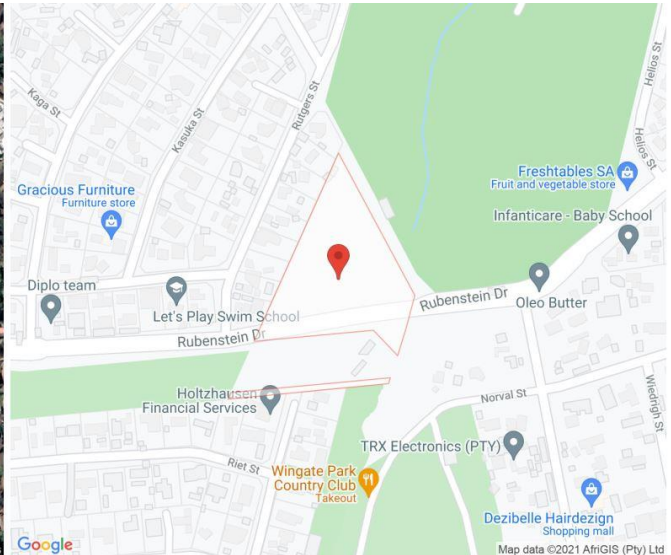 Kaga St
Kasuka St
Rutgers St
Helios St
Helios St
Gracious Furniture
Furniture store
Freshtables SA
Fruit and vegetable store
Infanticare - Baby School
Diplo team
Let's Play Swim School
Rubenstein Dr
Oleo Butter
Rubenstein Dr
Holtzhausen
Financial Services
Norval St
Wiedrigh St
Riet St
TRX Electronics (PTY)
Wingate Park
Country Club
Takeout
Dezibelle Hairdezign
Shopping mall
Google
Map data ©2021 AfriGIS (Pty) Ltd